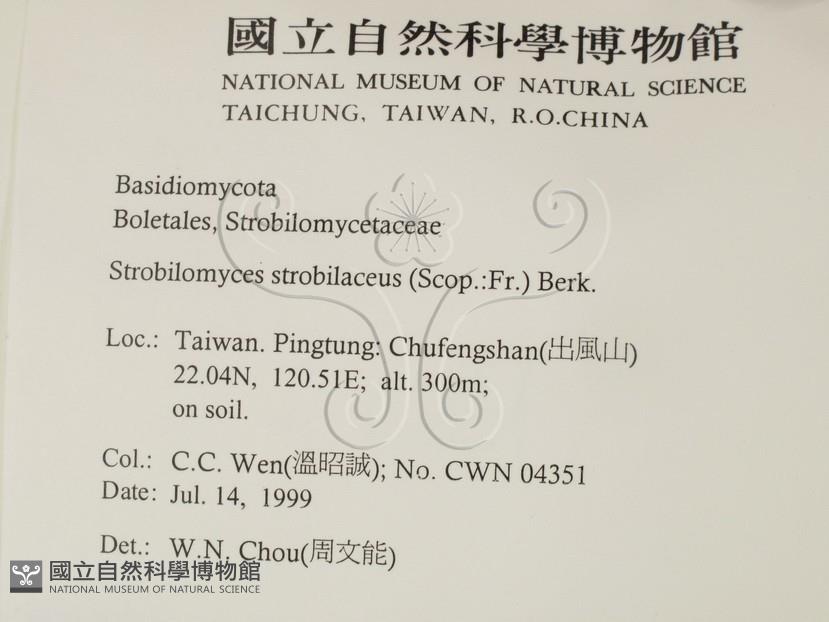 國立自然科學博物館
NATIONAL MUSEUM OF NATURAL SCIENCE
TAICHUNG, TAIWAN, R.O.CHINA
Basidiomycota
Boletales, Strobilomycetaceae
Strobilomyces strobilaceus (Scop.:Fr.) Berk.
Loc.: Taiwan. Pingtung: Chufengshan(出風山)
22.04N, 120.51E; alt. 300m;
on soil.
Col.: C.C. Wen(溫昭誠); No. CWN 04351
Date: Jul. 14, 1999
Det.: W.N. Chou(周文能)
國立自然科學博物館
NATIONAL MUSEUM OF NATURAL SCIENCE